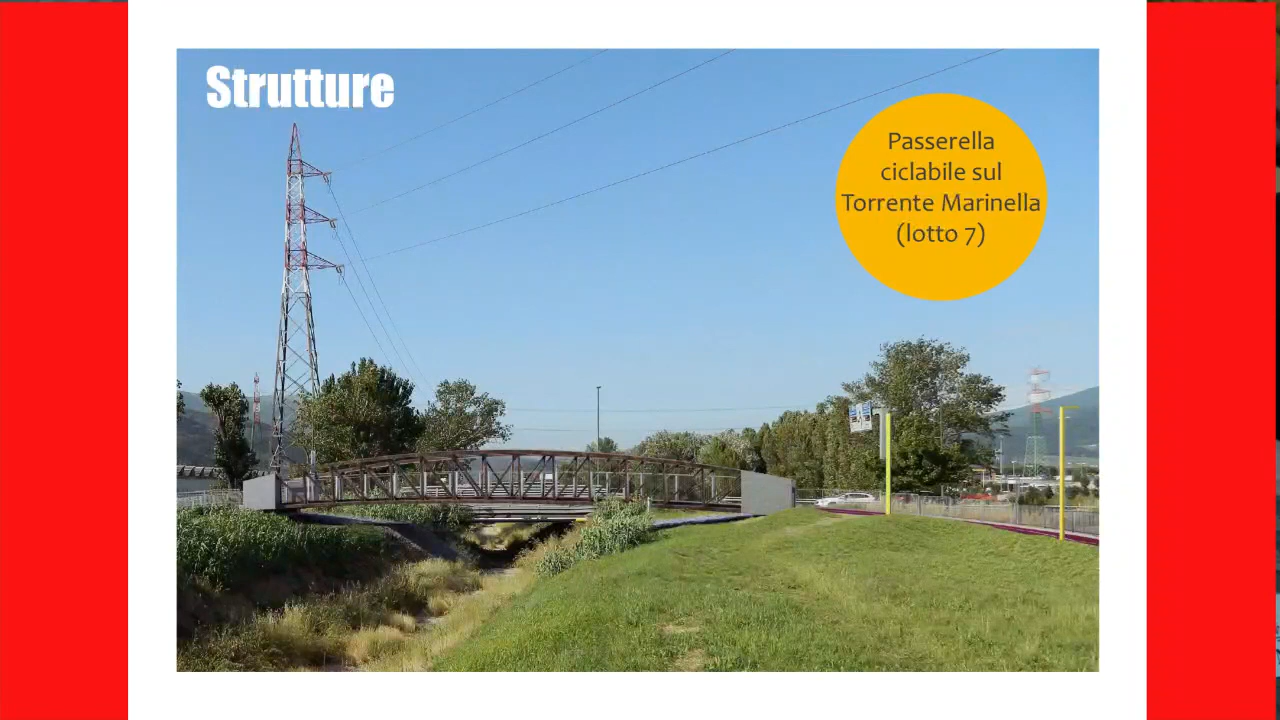 Strutture
Passerella
ciclabile sul
Torrente Marinella
(lotto 7)